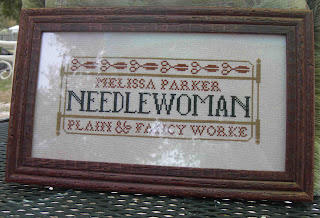 MELISSA PARKER
NEEDLEWOMAN
PLAIN & FANCY WORKE